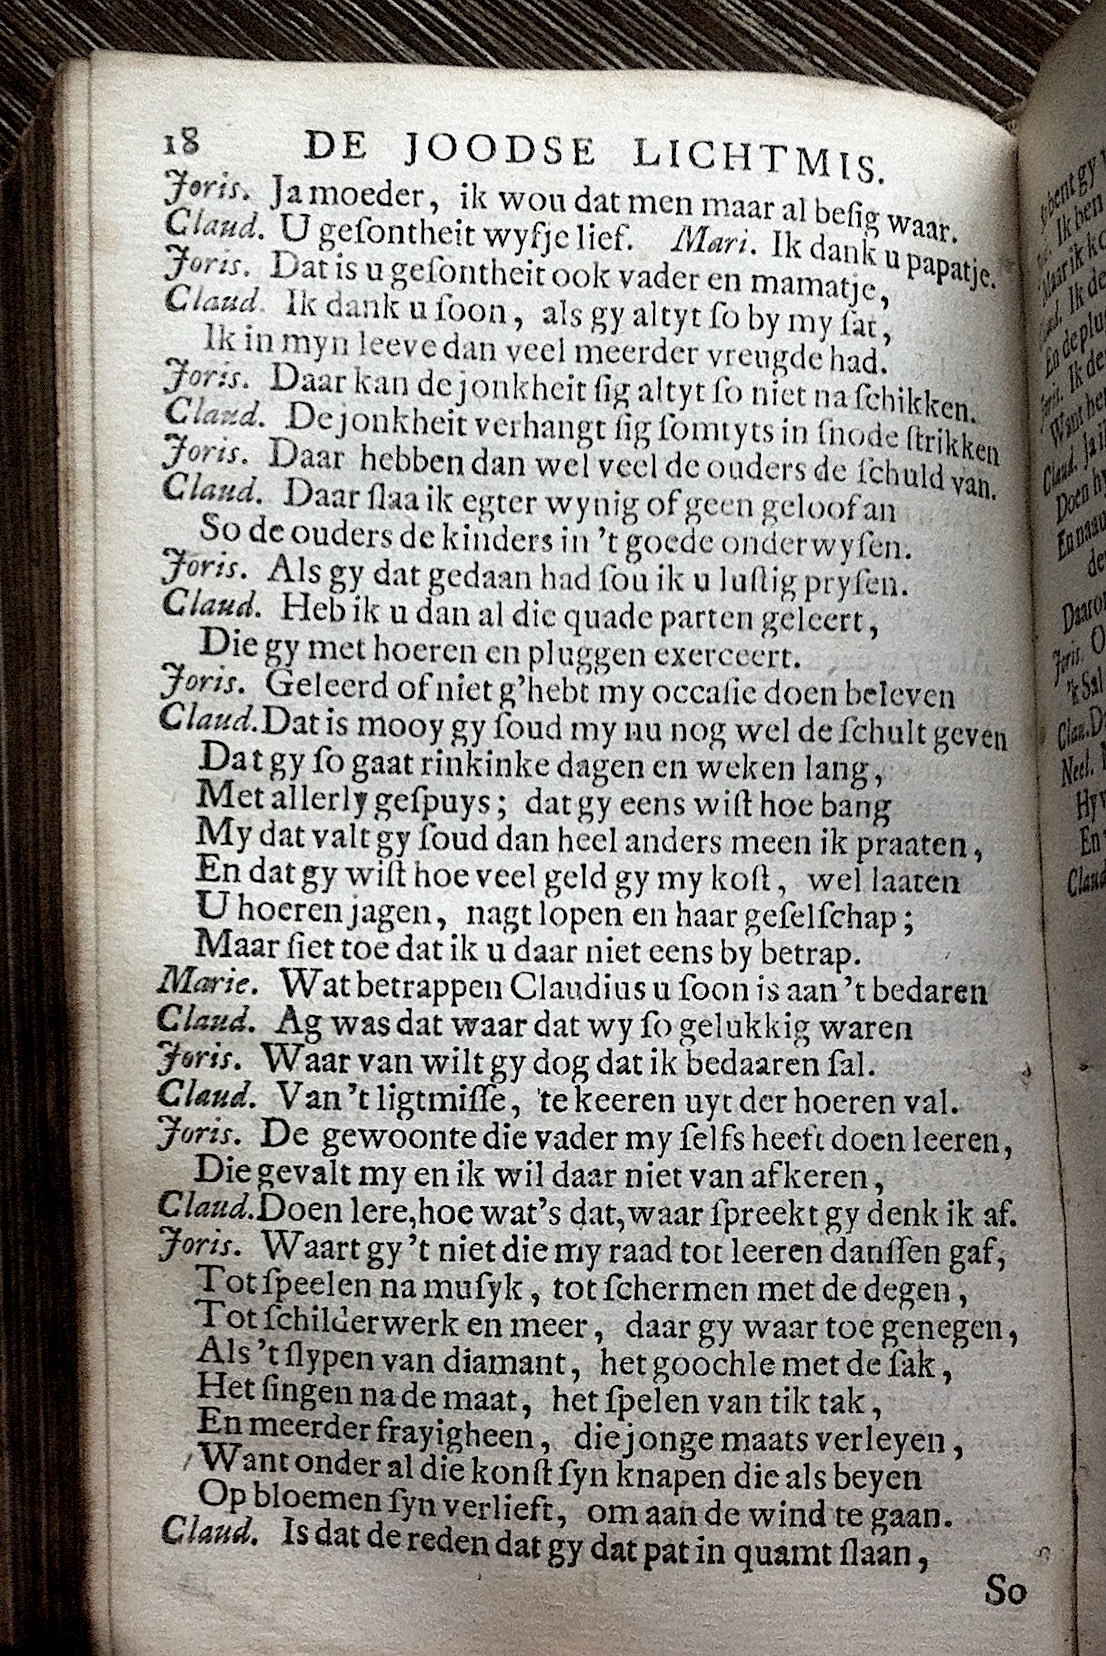 18 DE JOODSE LICHTMIS.
Joris. Ja moeder, ik wou dat men maar al beſig waar.
Claud. U geſontheit wyfje lief. Mari. Ik dank u papatje.
Joris. Dat is u geſontheit ook vader en mamatje,
Claud. Ik dank u ſoon, als gy altyt ſo by my ſat,
Ik in myn leeve dan veel meerder vreugde had.
Joris. Daar kan de jonkheit ſig altyt ſo niet na ſchikken.
Claud. De jonkheit verhangt ſig ſomtyts in ſnode ſtrikken
Joris. Daar hebben dan wel veel de ouders de ſchuld van.
Claud. Daar ſlaa ik egter wynig of geen geloof an
So de ouders de kinders in 't goede onderwyſen.
Joris. Als gy dat gedaan had ſou ik u luſtig pryſen.
Claud. Heb ik u dan al die quade parten geleert,
Die gy met hoeren en pluggen exerceert.
Joris. Geleerd of niet g'hebt my occaſie doen beleven
Claud. Dat is mooy gy ſoud my nu nog wel de ſchult geven
Dat gy ſo gaat rinkinke dagen en weken lang,
Met allerly geſpuys; dat gy eens wiſt hoe bang
My dat valt gy ſoud dan heel anders meen ik praaten,
En dat gy wiſt hoe veel geld gy my koſt, wel laaten
U hoeren jagen, nagt lopen en haar geſelſchap;
Maar ſiet toe dat ik u daar niet eens by betrap.
Marie. Wat betrappen Claudius u ſoon is aan 't bedaren
Claud. Ag was dat waar dat wy ſo gelukkig waren
Joris. Waar van wilt gy dog dat ik bedaaren ſal.
Claud. Van 't ligtmiſſe, te keeren uyt der hoeren val.
Joris. De gewoonte die vader my ſelfs heeft doen leeren,
Die gevalt my en ik wil daar niet van afkeren,
Claud. Doen lere, hoe wat's dat, waar ſpreekt gy denk ik af.
Joris. Waart gy 't niet die my raad tot leeren danſſen gaf,
Tot ſpeelen na muſyk, tot ſchermen met de degen,
Tot ſchilderwerk en meer, daar gy waar toe genegen,
Als 't ſlypen van diamant, het goochle met de ſak,
Het ſingen na de maat, het ſpelen van tik tak,
En meerder frayigheen, die jonge maats verleyen,
Want onder al die konſt ſyn knapen die als beyen
Op bloemen ſyn verlieft, om aan de wind te gaan.
Claud. Is dat de reden dat gy dat pat in quamt ſlaan,
So